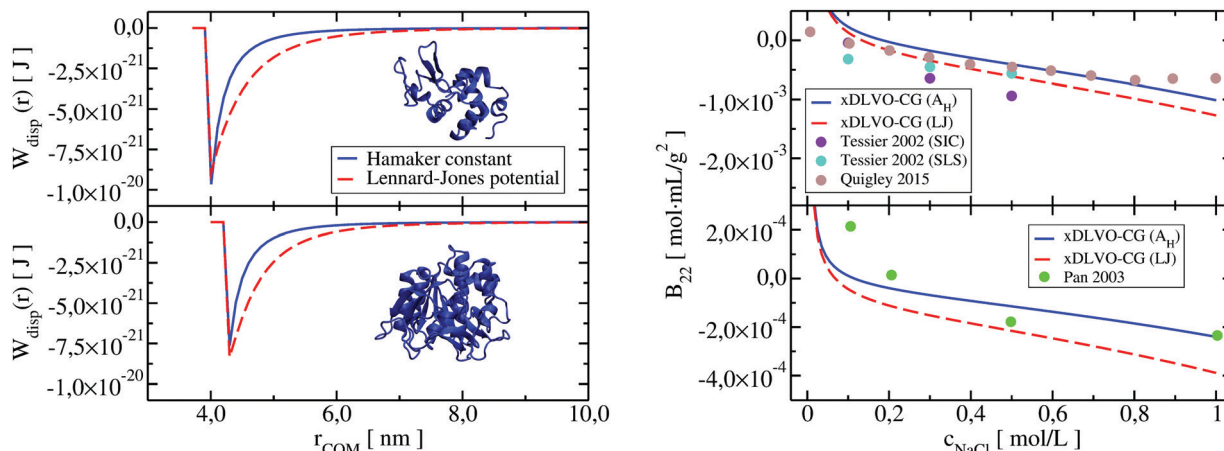 0,0
-2,5×10⁻²¹
-5,0×10⁻²¹
-7,5×10⁻²¹
-1,0×10⁻²⁰
W_disp(r) [ J ]
Hamaker constant
Lennard-Jones potential
0,0
-2,5×10⁻²¹
-5,0×10⁻²¹
-7,5×10⁻²¹
-1,0×10⁻²⁰
W_disp(r) [ J ]
4,0 6,0 8,0 10,0
r_COM [ nm ]
0,0
-1,0×10⁻³
-2,0×10⁻³
xDLVO-CG (A_H)
xDLVO-CG (LJ)
Tessier 2002 (SIC)
Tessier 2002 (SLS)
Quigley 2015
B₂₂ [ mol·mL/g² ]
2,0×10⁻⁴
0,0
-2,0×10⁻⁴
-4,0×10⁻⁴
xDLVO-CG (A_H)
xDLVO-CG (LJ)
Pan 2003
0 0,2 0,4 0,6 0,8 1
c_NaCl [ mol/L ]